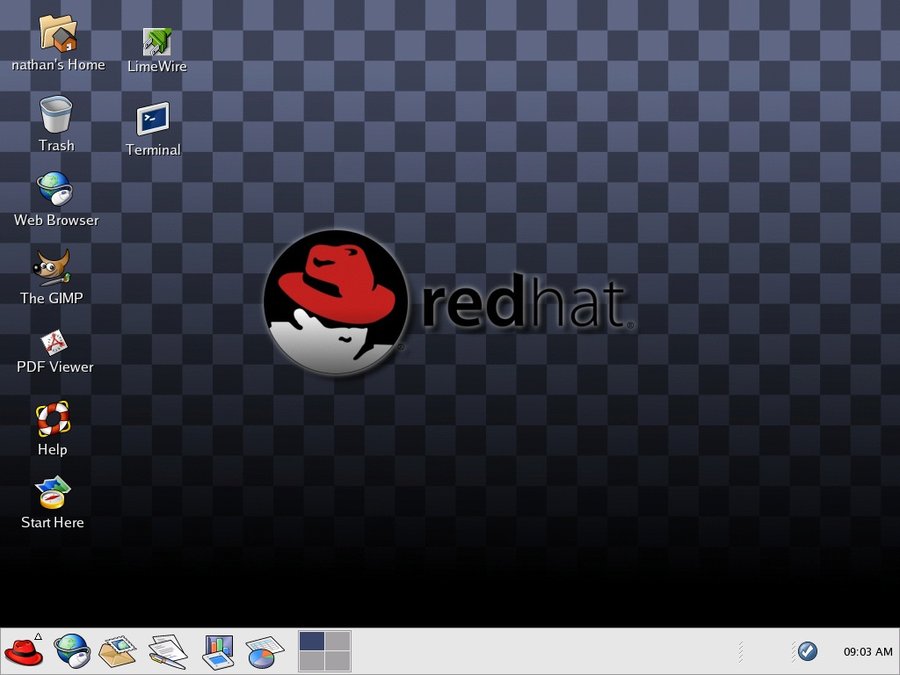 nathan's Home
LimeWire
Trash
Terminal
Web Browser
The GIMP
PDF Viewer
Help
Start Here
redhat®
09:03 AM